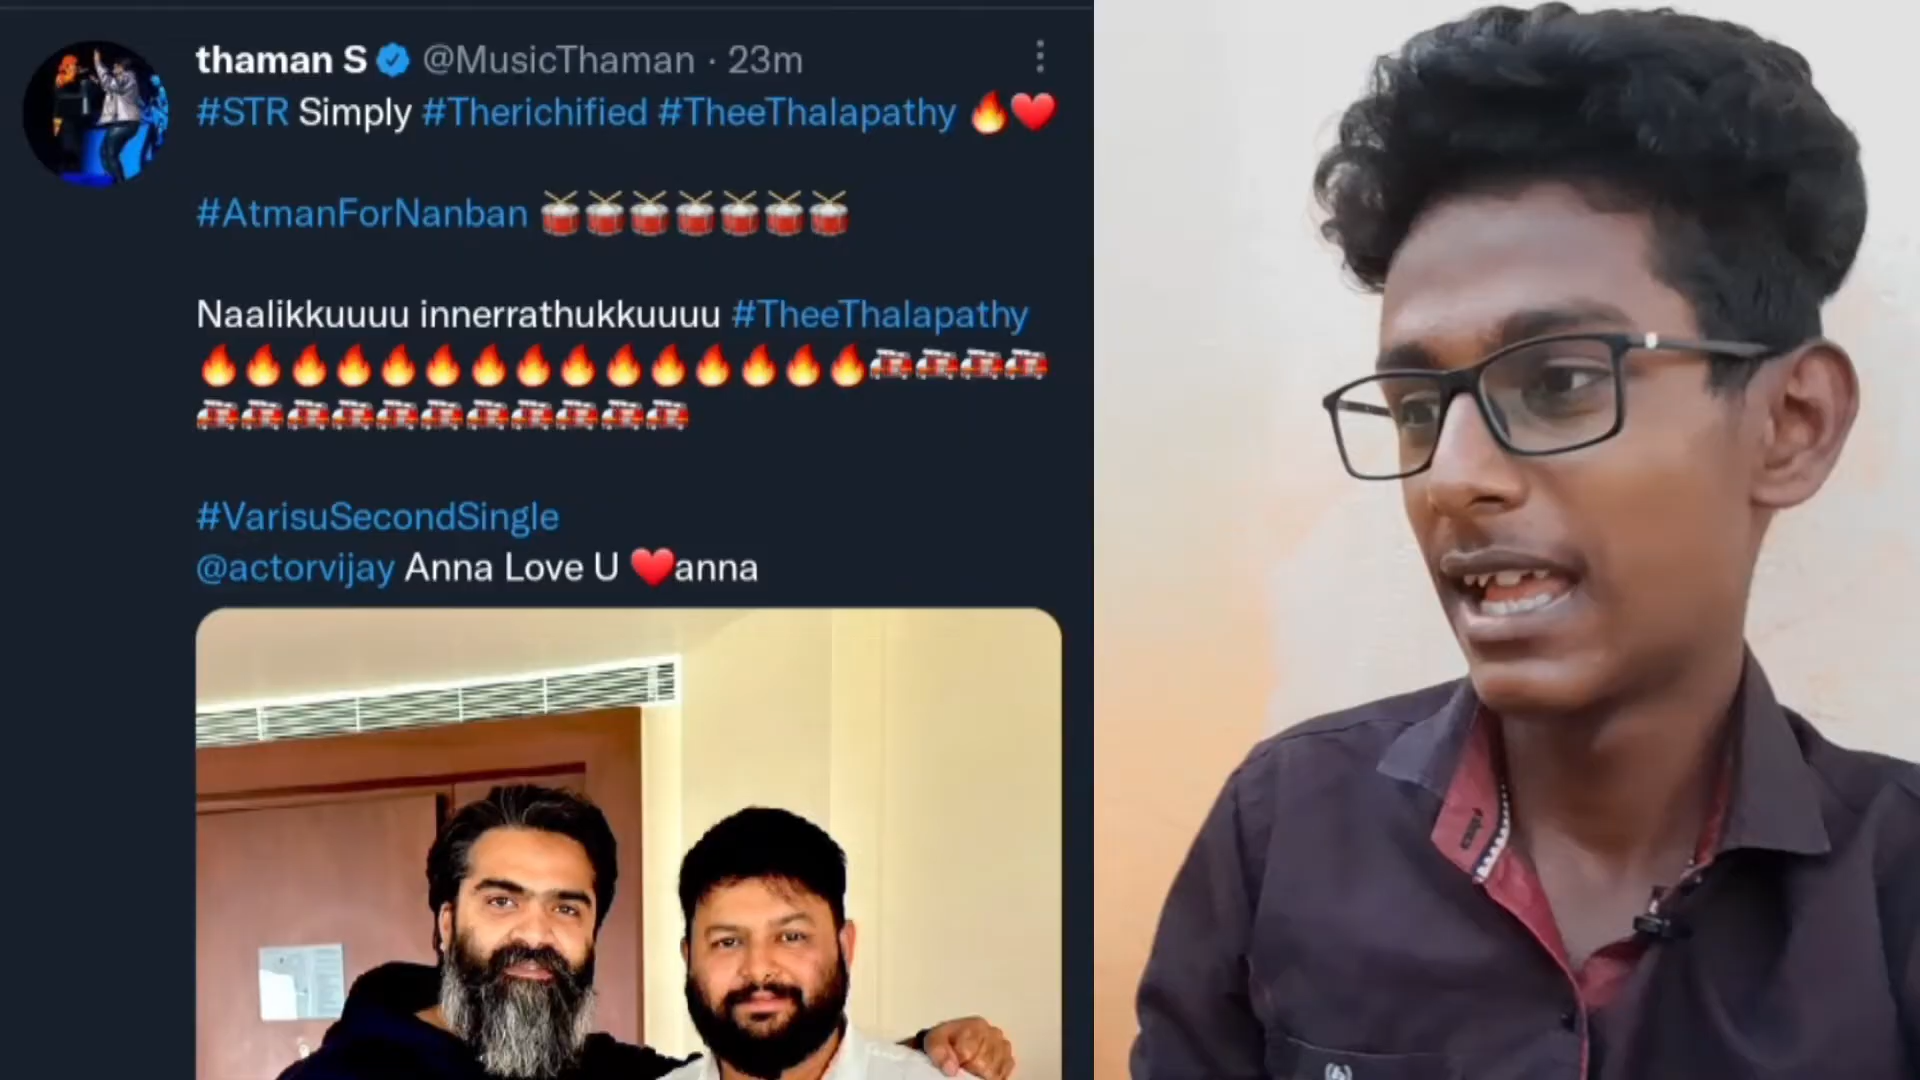 thaman S @MusicThaman · 23m
#STR Simply #Therichified #TheeThalapathy 🔥❤️
#AtmanForNanban 🥁🥁🥁🥁🥁🥁🥁
Naalikkuuuu innerrathukkuuuu #TheeThalapathy
🔥🔥🔥🔥🔥🔥🔥🔥🔥🔥🔥🔥🔥🔥🔥🚒🚒🚒🚒
🚒🚒🚒🚒🚒🚒🚒🚒🚒🚒🚒
#VarisuSecondSingle
@actorvijay Anna Love U ❤️anna